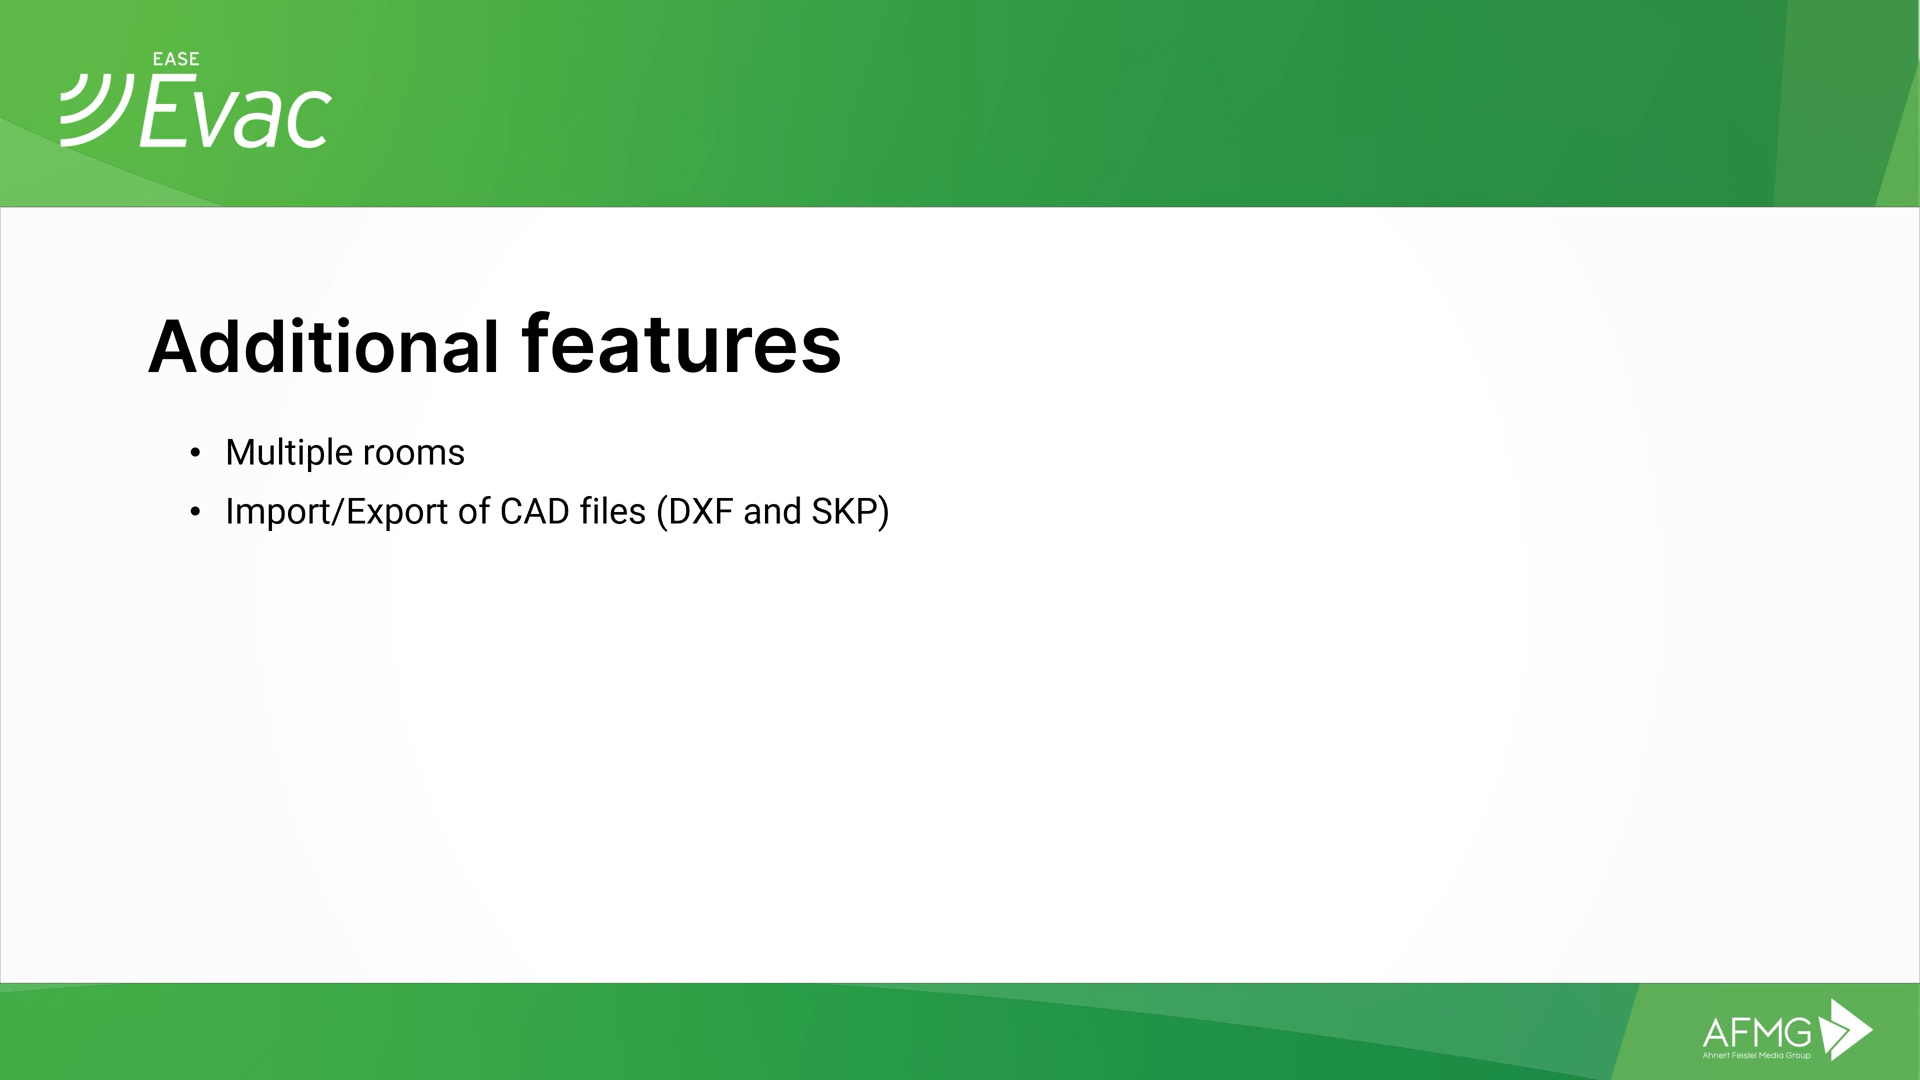 EASE
Evac
Additional features
• Multiple rooms
• Import/Export of CAD files (DXF and SKP)
AFMG
Ahnert Feistel Media Group